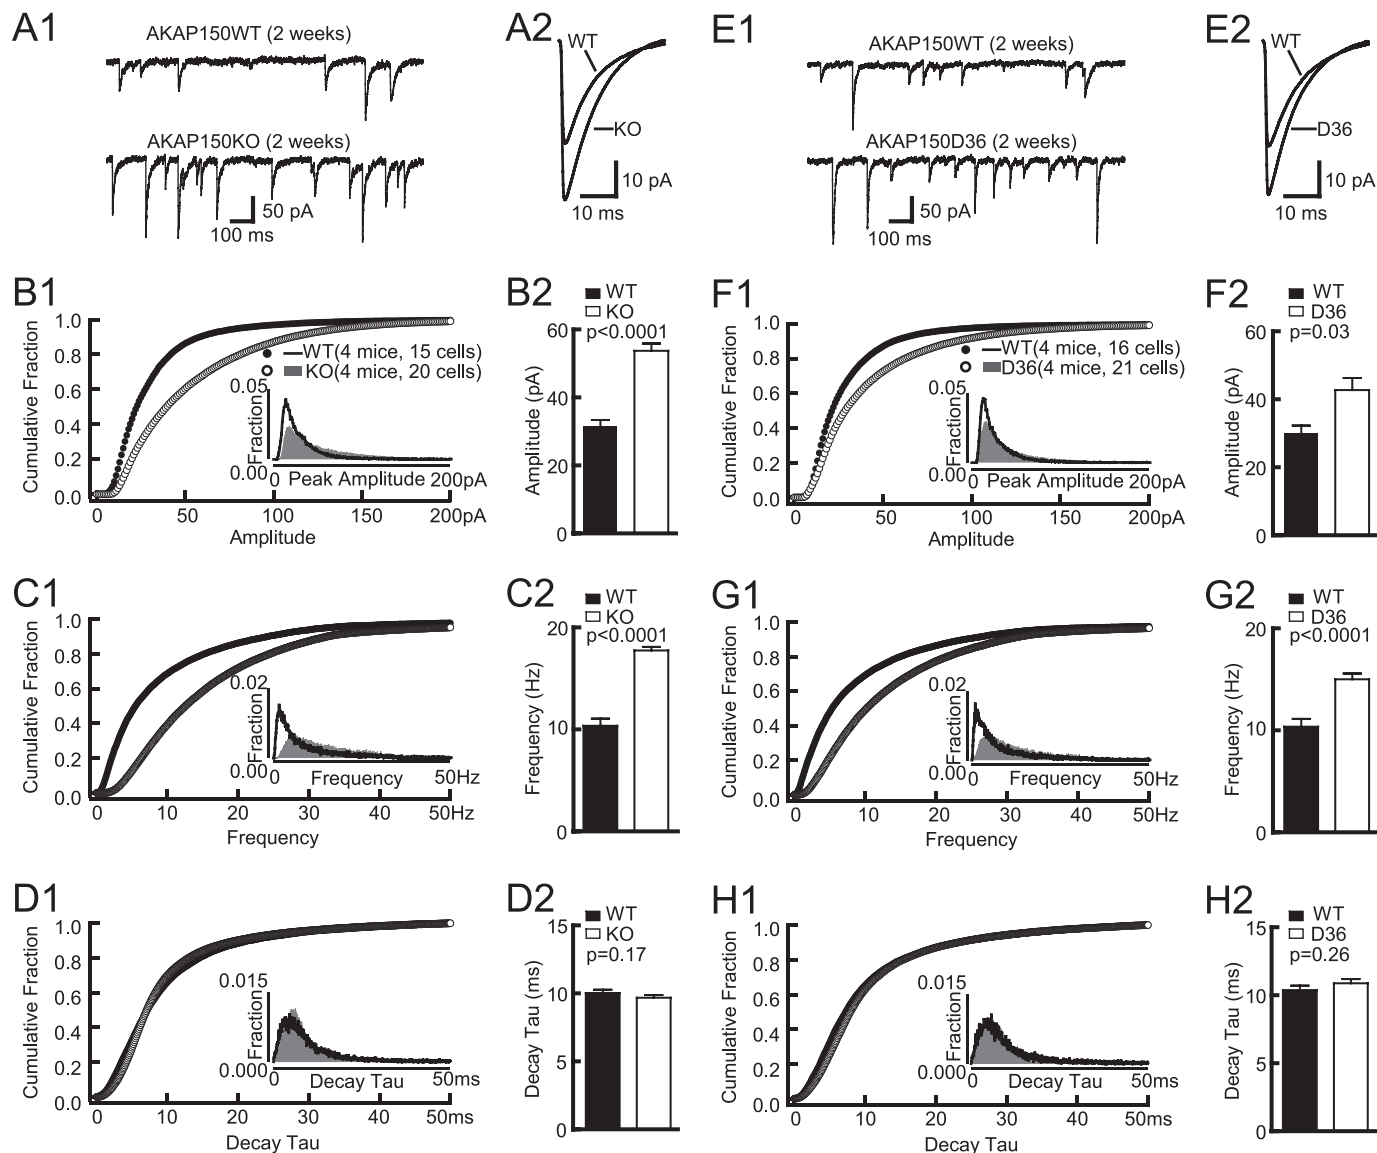 A1
AKAP150WT (2 weeks)
AKAP150KO (2 weeks)
50 pA
100 ms
A2
WT
KO
10 pA
10 ms
E1
AKAP150WT (2 weeks)
AKAP150D36 (2 weeks)
50 pA
100 ms
E2
WT
D36
10 pA
10 ms
B1
Cumulative Fraction
1.0
0.8
0.6
0.4
0.2
0.0
WT(4 mice, 15 cells)
KO(4 mice, 20 cells)
0.05
Fraction
0.00
0 Peak Amplitude 200pA
0 50 100 150 200pA
Amplitude
B2
WT
KO
p<0.0001
Amplitude (pA)
60
40
20
0
F1
Cumulative Fraction
1.0
0.8
0.6
0.4
0.2
0.0
WT(4 mice, 16 cells)
D36(4 mice, 21 cells)
0.05
Fraction
0.00
0 Peak Amplitude 200pA
0 50 100 150 200pA
Amplitude
F2
WT
D36
p=0.03
Amplitude (pA)
60
40
20
0
C1
Cumulative Fraction
1.0
0.8
0.6
0.4
0.2
0.0
0.02
Fraction
0.00
0 Frequency 50Hz
0 10 20 30 40 50Hz
Frequency
C2
WT
KO
p<0.0001
Frequency (Hz)
20
10
0
G1
Cumulative Fraction
1.0
0.8
0.6
0.4
0.2
0.0
0.02
Fraction
0.00
0 Frequency 50Hz
0 10 20 30 40 50Hz
Frequency
G2
WT
D36
p<0.0001
Frequency (Hz)
20
10
0
D1
Cumulative Fraction
1.0
0.8
0.6
0.4
0.2
0.0
0.015
Fraction
0.000
0 Decay Tau 50ms
0 10 20 30 40 50ms
Decay Tau
D2
WT
KO
p=0.17
Decay Tau (ms)
15
10
5
0
H1
Cumulative Fraction
1.0
0.8
0.6
0.4
0.2
0.0
0.015
Fraction
0.000
0 Decay Tau 50ms
0 10 20 30 40 50ms
Decay Tau
H2
WT
D36
p=0.26
Decay Tau (ms)
15
10
5
0